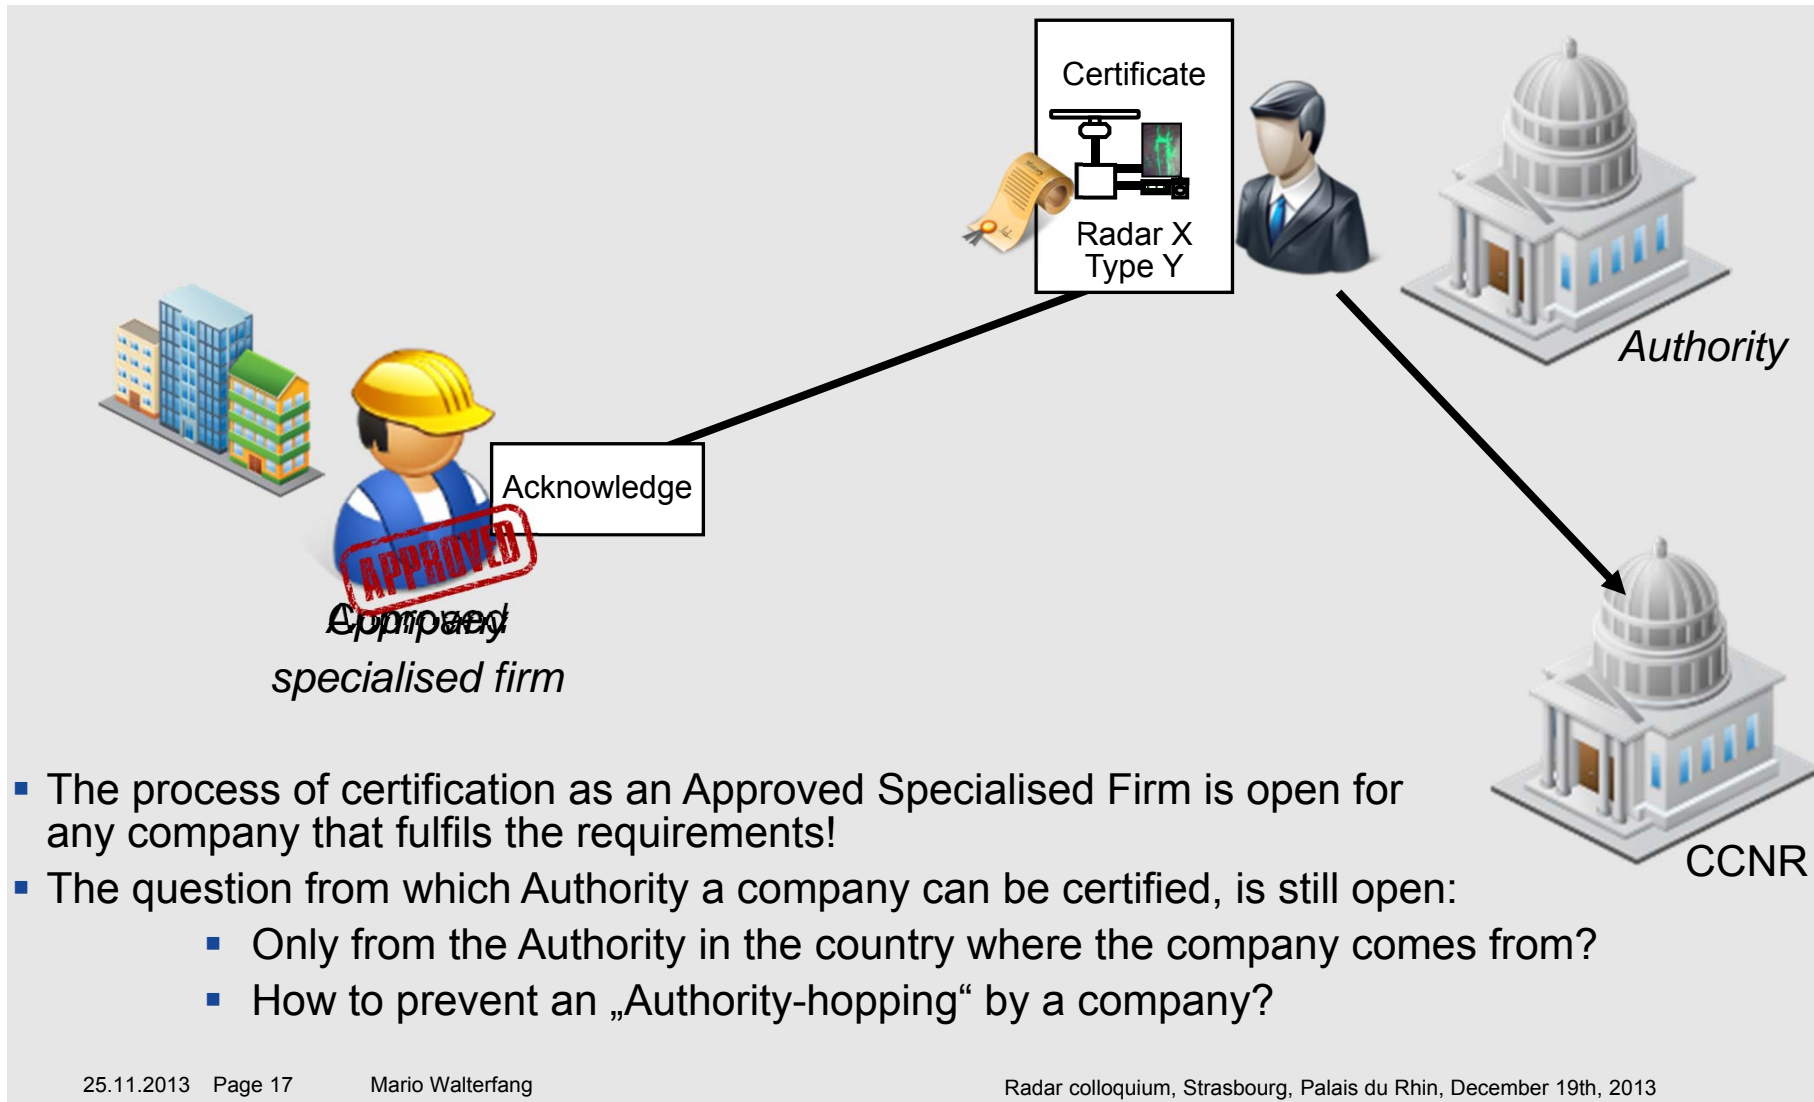 Certificate
Radar X
Type Y
Authority
Acknowledge
APPROVED
Approved
Company
specialised firm
CCNR
▪ The process of certification as an Approved Specialised Firm is open for
any company that fulfils the requirements!
▪ The question from which Authority a company can be certified, is still open:
▪ Only from the Authority in the country where the company comes from?
▪ How to prevent an „Authority-hopping“ by a company?
25.11.2013 Page 17 Mario Walterfang Radar colloquium, Strasbourg, Palais du Rhin, December 19th, 2013